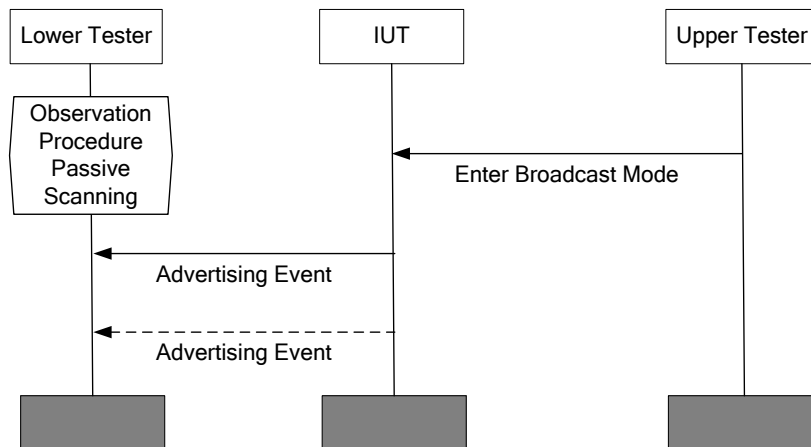 Lower Tester
IUT
Upper Tester
Observation
Procedure
Passive
Scanning
Enter Broadcast Mode
Advertising Event
Advertising Event